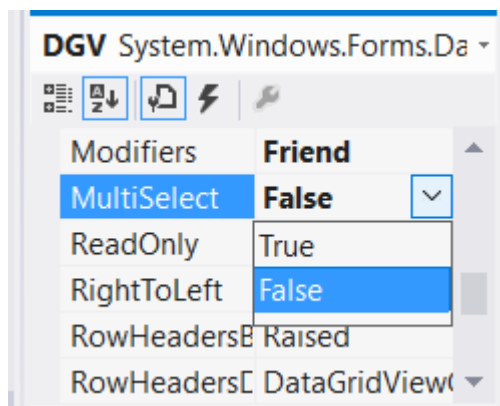 DGV System.Windows.Forms.Da
Modifiers Friend
MultiSelect False
ReadOnly True
RightToLeft False
RowHeadersB Raised
RowHeadersD DataGridView(